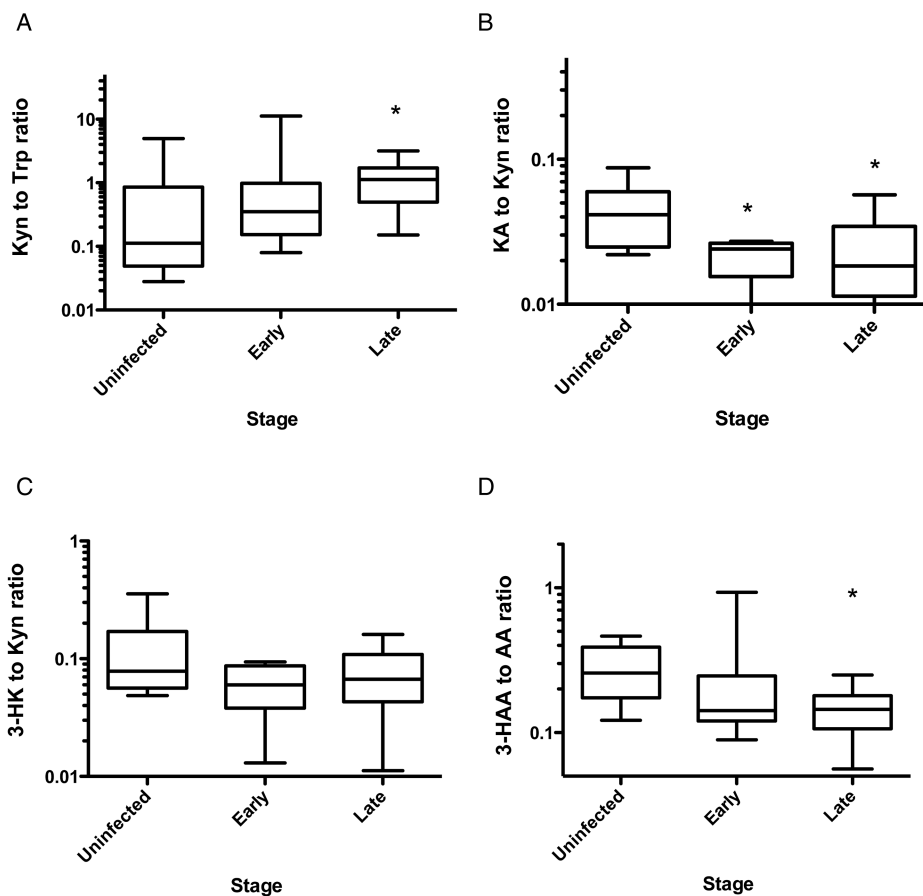 A
Kyn to Trp ratio
10
1
0.1
0.01
*
Uninfected
Early
Late
Stage
B
KA to Kyn ratio
0.1
0.01
*
*
Uninfected
Early
Late
Stage
C
3-HK to Kyn ratio
1
0.1
0.01
Uninfected
Early
Late
Stage
D
3-HAA to AA ratio
1
0.1
*
Uninfected
Early
Late
Stage